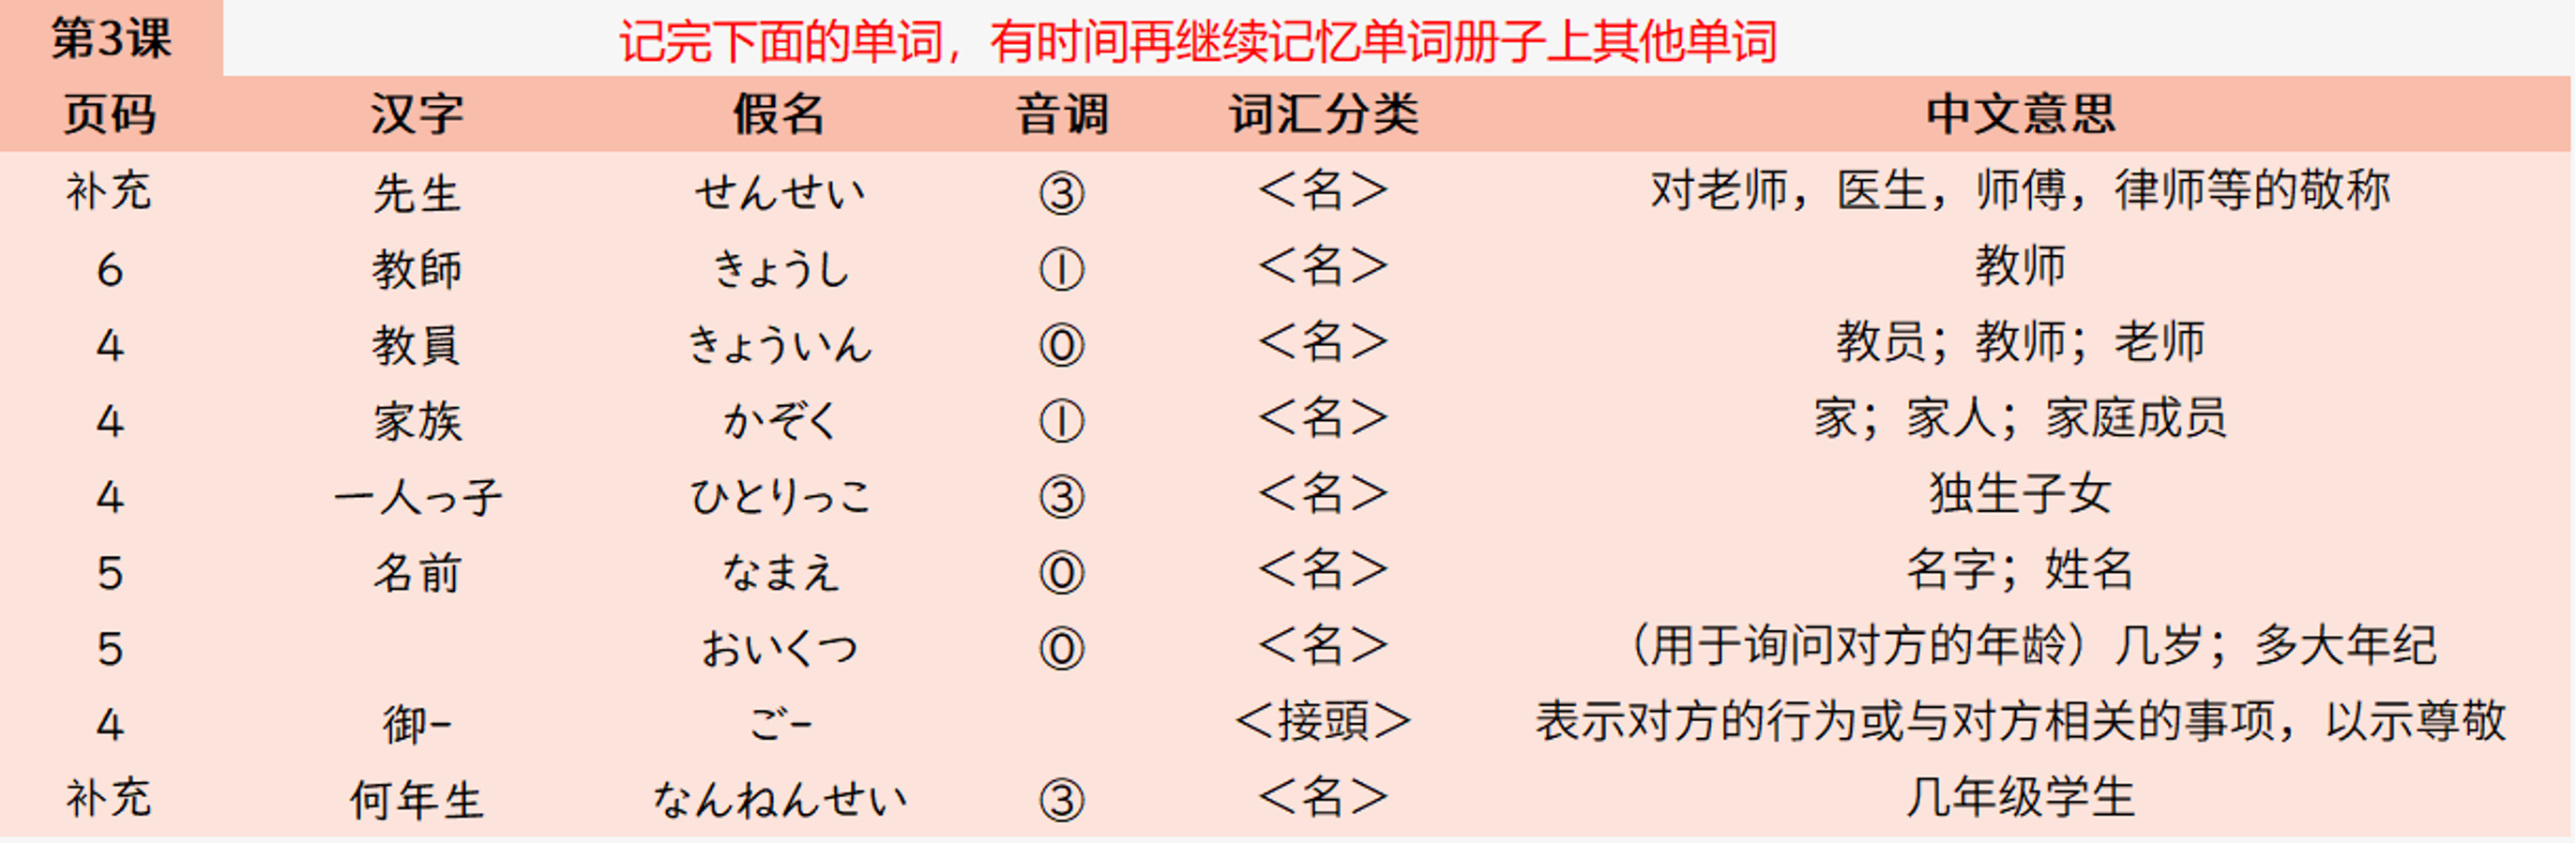 第3课 记完下面的单词，有时间再继续记忆单词册子上其他单词
页码 汉字 假名 音调 词汇分类 中文意思
补充 先生 せんせい ③ ＜名＞ 对老师，医生，师傅，律师等的敬称
6 教師 きょうし ① ＜名＞ 教师
4 教員 きょういん ⓪ ＜名＞ 教员；教师；老师
4 家族 かぞく ① ＜名＞ 家；家人；家庭成员
4 一人っ子 ひとりっこ ③ ＜名＞ 独生子女
5 名前 なまえ ⓪ ＜名＞ 名字；姓名
5 おいくつ ⓪ ＜名＞ （用于询问对方的年龄）几岁；多大年纪
4 御- ご- ＜接頭＞ 表示对方的行为或与对方相关的事项，以示尊敬
补充 何年生 なんねんせい ③ ＜名＞ 几年级学生